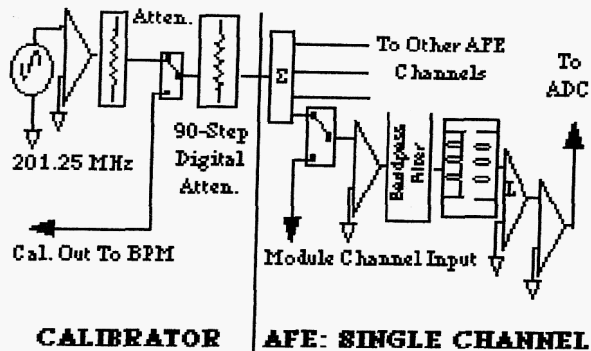 Atten.
201.25 MHz
90-Step
Digital
Atten.
Cal. Out To BPM
Σ
To Other AFE
Channels
To
ADC
Bandpass
Filter
Module Channel Input
CALIBRATOR
AFE: SINGLE CHANNEL